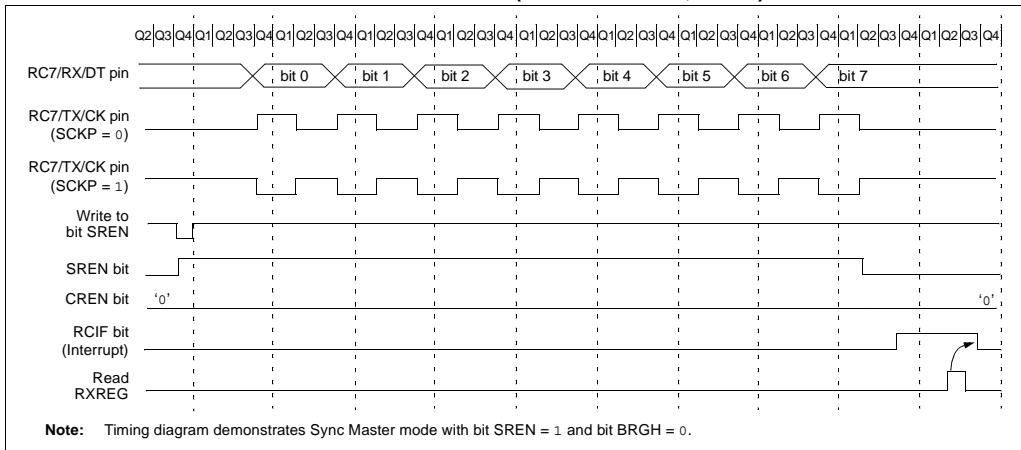 Q2 Q3 Q4 Q1 Q2 Q3 Q4 Q1 Q2 Q3 Q4 Q1 Q2 Q3 Q4 Q1 Q2 Q3 Q4 Q1 Q2 Q3 Q4 Q1 Q2 Q3 Q4 Q1 Q2 Q3 Q4 Q1 Q2 Q3 Q4 Q1 Q2 Q3 Q4 Q1 Q2 Q3 Q4
RC7/RX/DT pin bit 0 bit 1 bit 2 bit 3 bit 4 bit 5 bit 6 bit 7
RC7/TX/CK pin
(SCKP = 0)
RC7/TX/CK pin
(SCKP = 1)
Write to
bit SREN
SREN bit
CREN bit '0' '0'
RCIF bit
(Interrupt)
Read
RXREG
Note: Timing diagram demonstrates Sync Master mode with bit SREN = 1 and bit BRGH = 0.